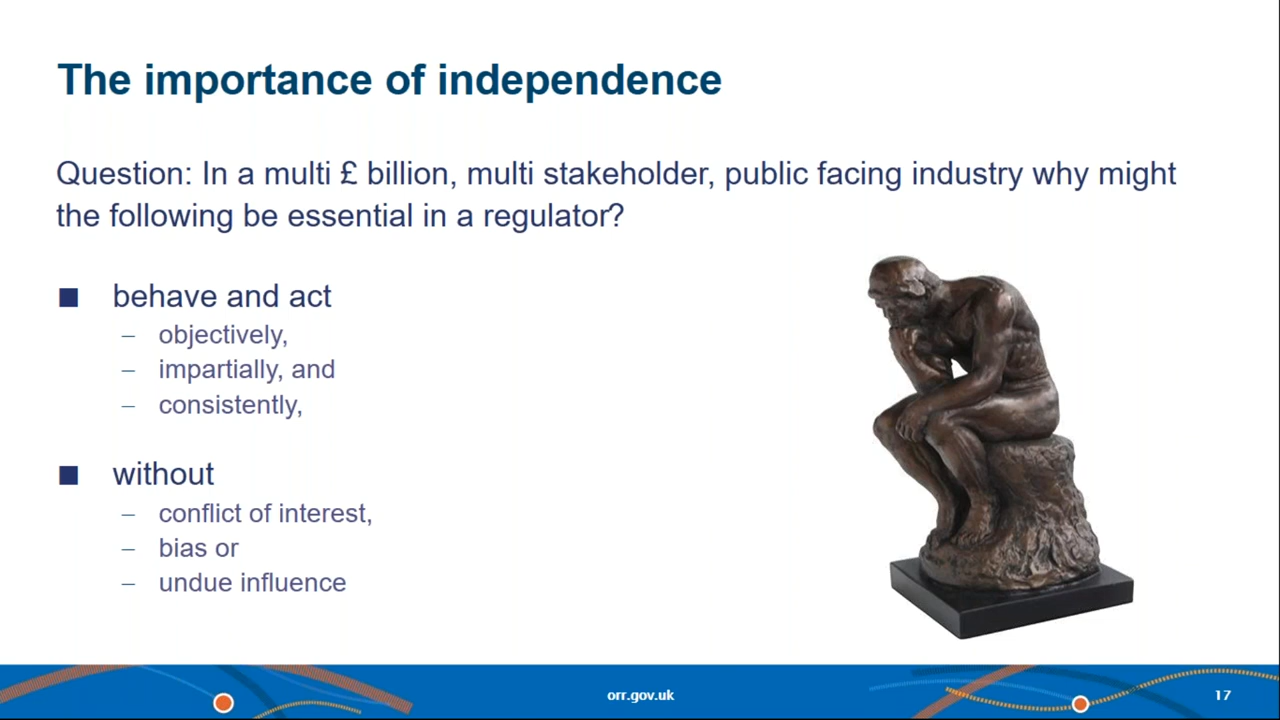 The importance of independence
Question: In a multi £ billion, multi stakeholder, public facing industry why might
the following be essential in a regulator?
■ behave and act
– objectively,
– impartially, and
– consistently,
■ without
– conflict of interest,
– bias or
– undue influence
orr.gov.uk
17